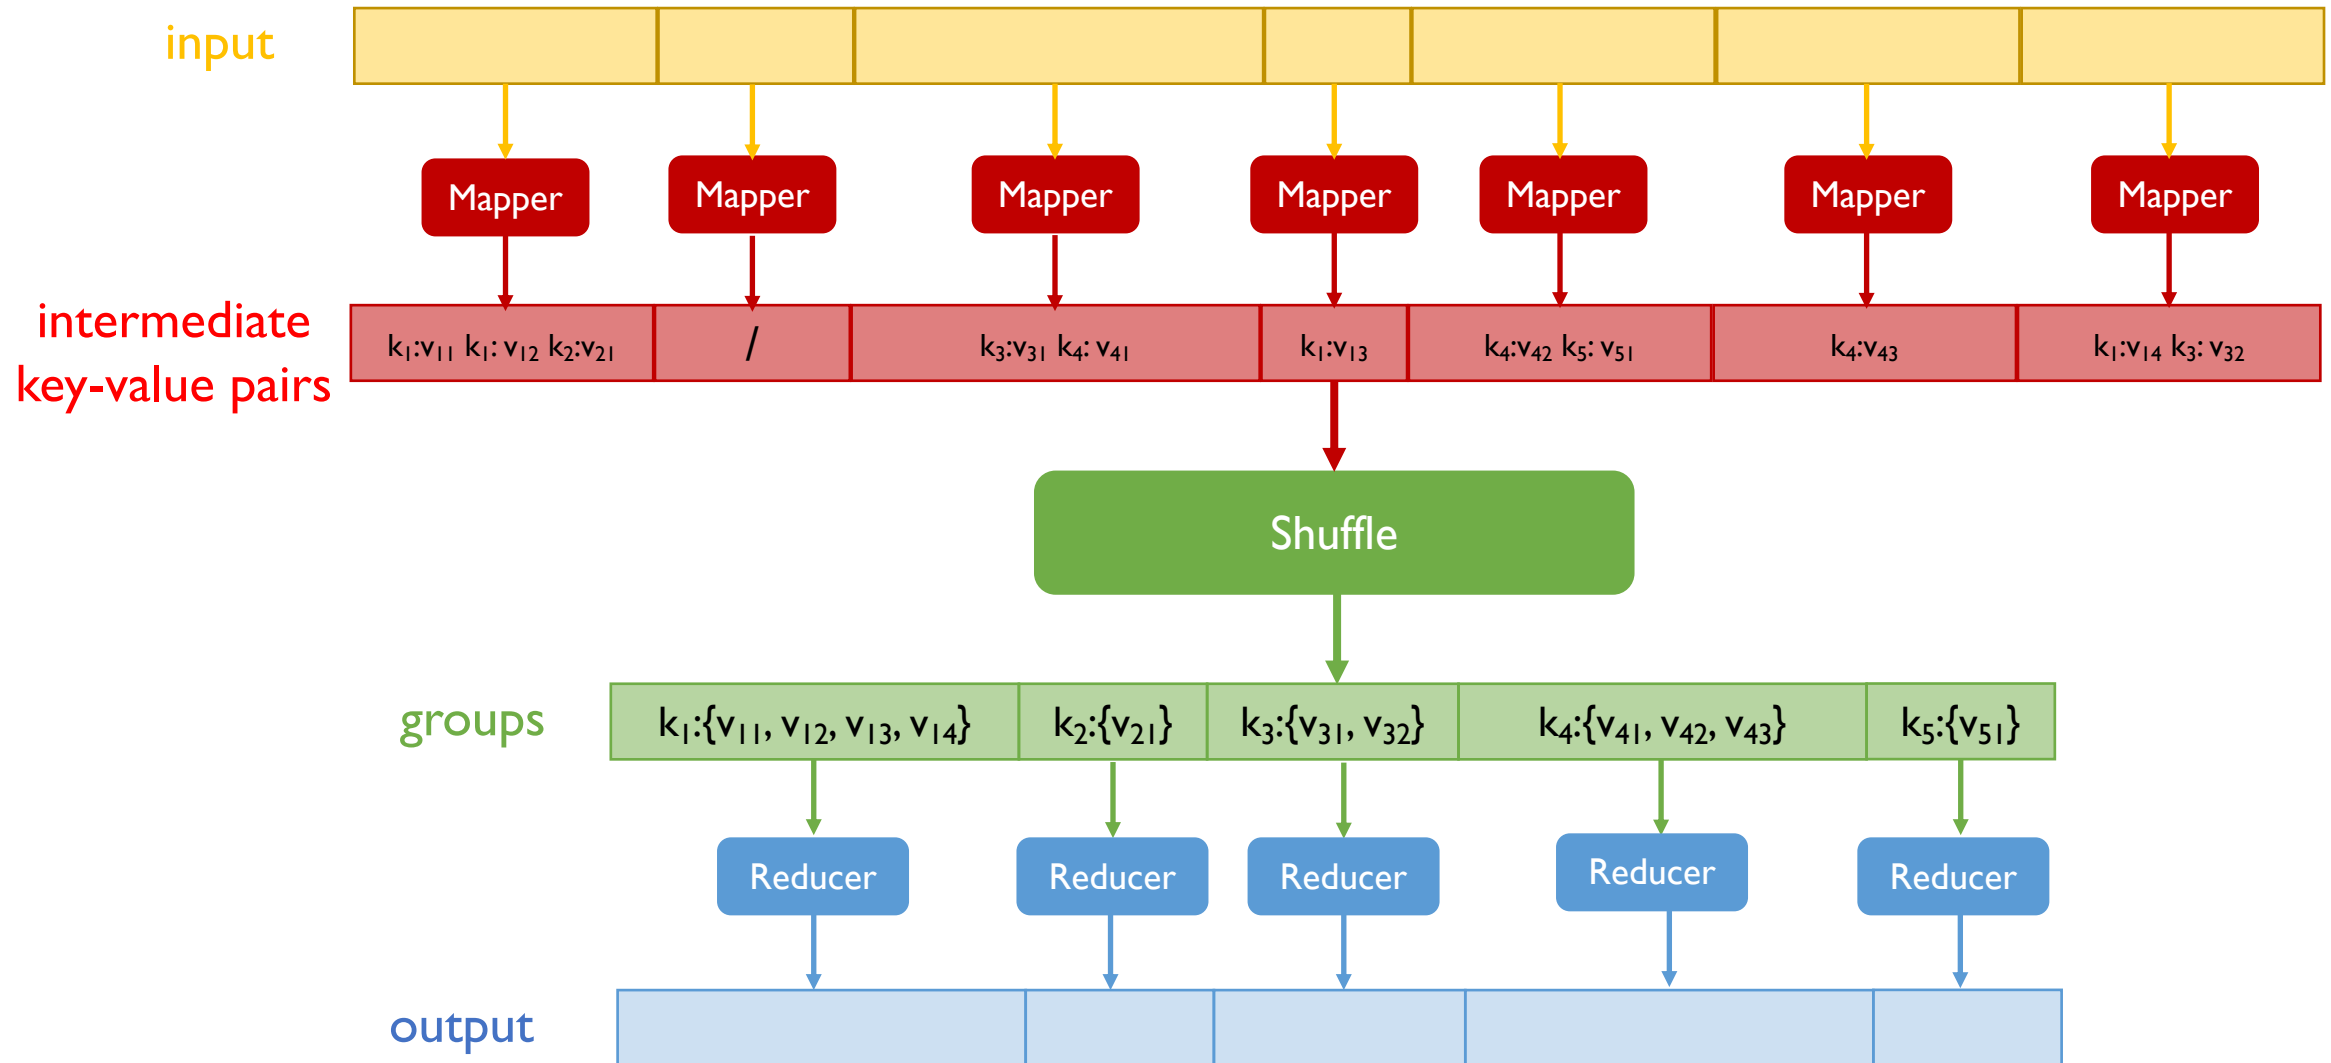 input
Mapper Mapper Mapper Mapper Mapper Mapper Mapper
intermediate
key-value pairs
k₁:v₁₁ k₁: v₁₂ k₂:v₂₁ / k₃:v₃₁ k₄: v₄₁ k₁:v₁₃ k₄:v₄₂ k₅: v₅₁ k₄:v₄₃ k₁:v₁₄ k₃: v₃₂
Shuffle
groups k₁:{v₁₁, v₁₂, v₁₃, v₁₄} k₂:{v₂₁} k₃:{v₃₁, v₃₂} k₄:{v₄₁, v₄₂, v₄₃} k₅:{v₅₁}
Reducer Reducer Reducer Reducer Reducer
output